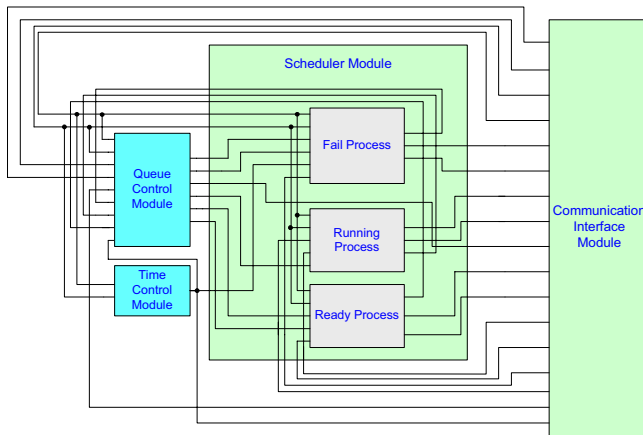 Scheduler Module
Fail Process
Queue
Control
Module
Running
Process
Communication
Interface
Module
Time
Control
Module
Ready Process